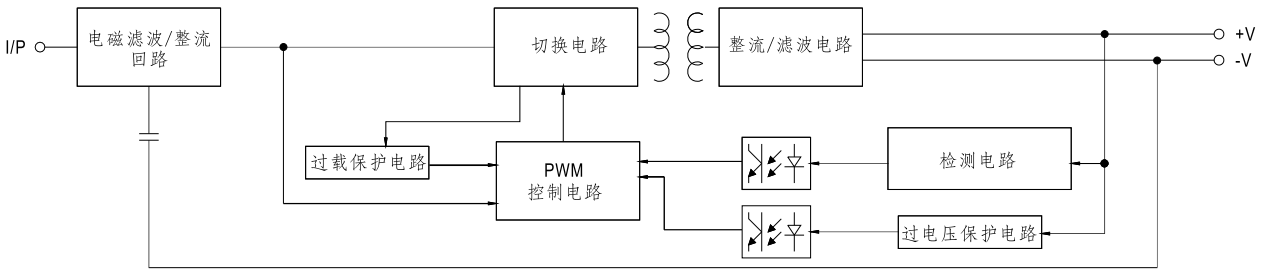 I/P
电磁滤波/整流
回路
切换电路
整流/滤波电路
+V
-V
过载保护电路
PWM
控制电路
检测电路
过电压保护电路